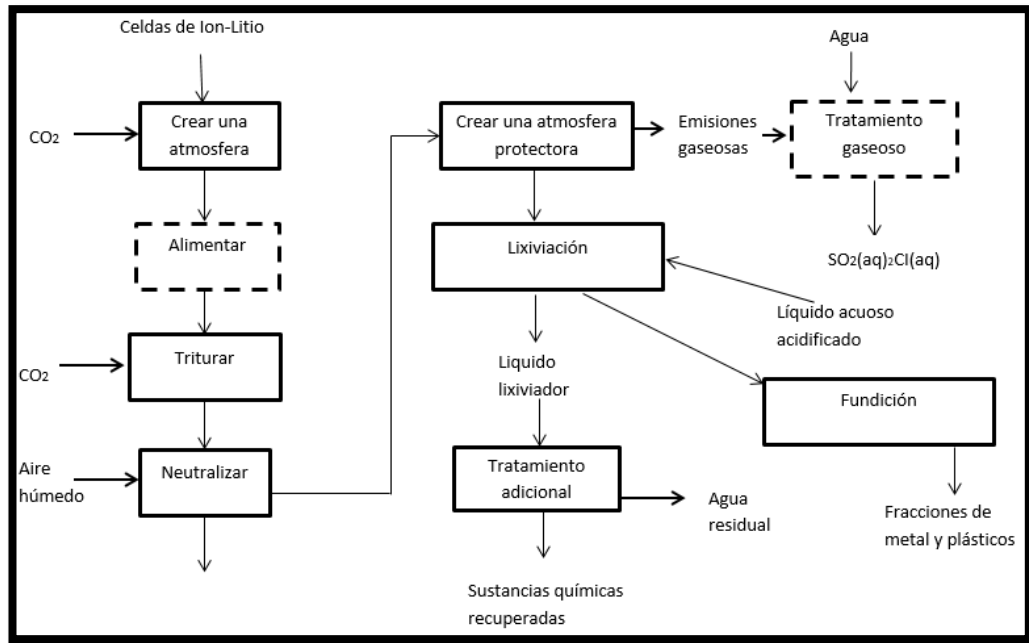 Celdas de Ion-Litio
CO₂
Crear una
atmosfera
Alimentar
CO₂
Triturar
Aire
húmedo
Neutralizar
Crear una atmosfera
protectora
Emisiones
gaseosas
Agua
Tratamiento
gaseoso
SO₂(aq)₂Cl(aq)
Lixiviación
Líquido acuoso
acidificado
Liquido
lixiviador
Fundición
Tratamiento
adicional
Agua
residual
Fracciones de
metal y plásticos
Sustancias químicas
recuperadas